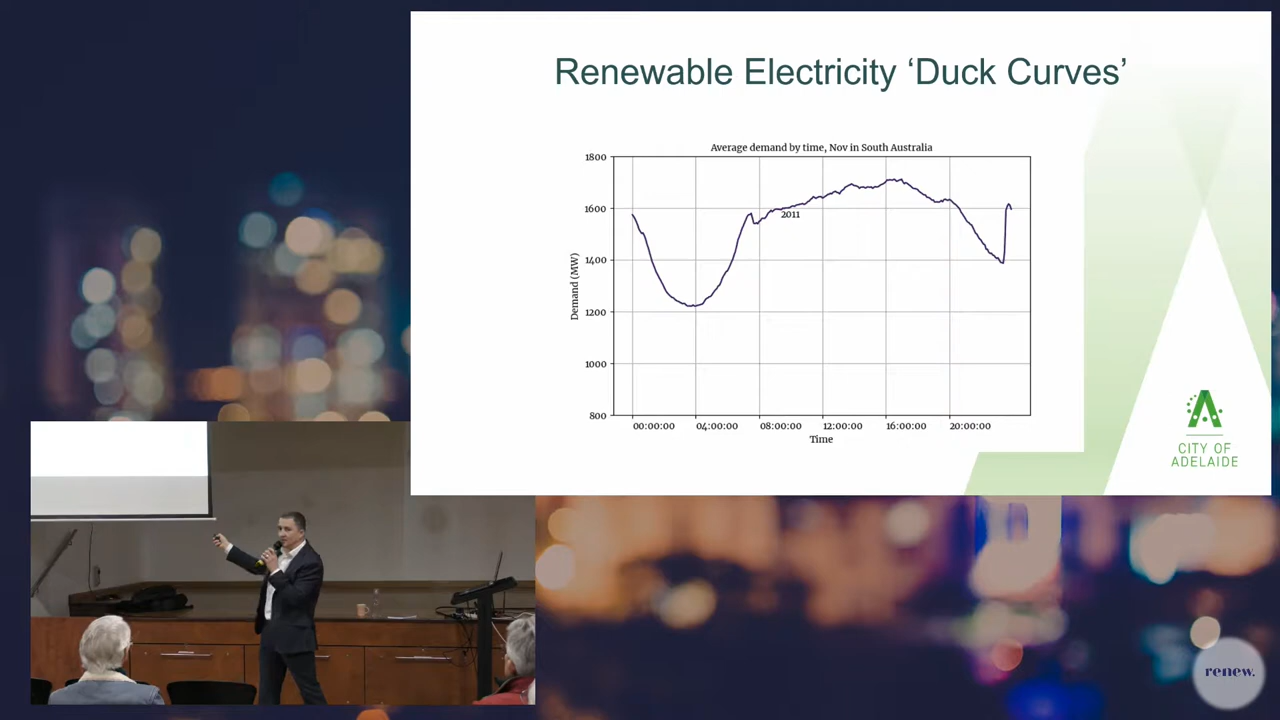 Renewable Electricity ‘Duck Curves’
Average demand by time, Nov in South Australia
1800
1600
1400
1200
1000
800
Demand (MW)
2011
00:00:00 04:00:00 08:00:00 12:00:00 16:00:00 20:00:00
Time
CITY OF
ADELAIDE
renew.